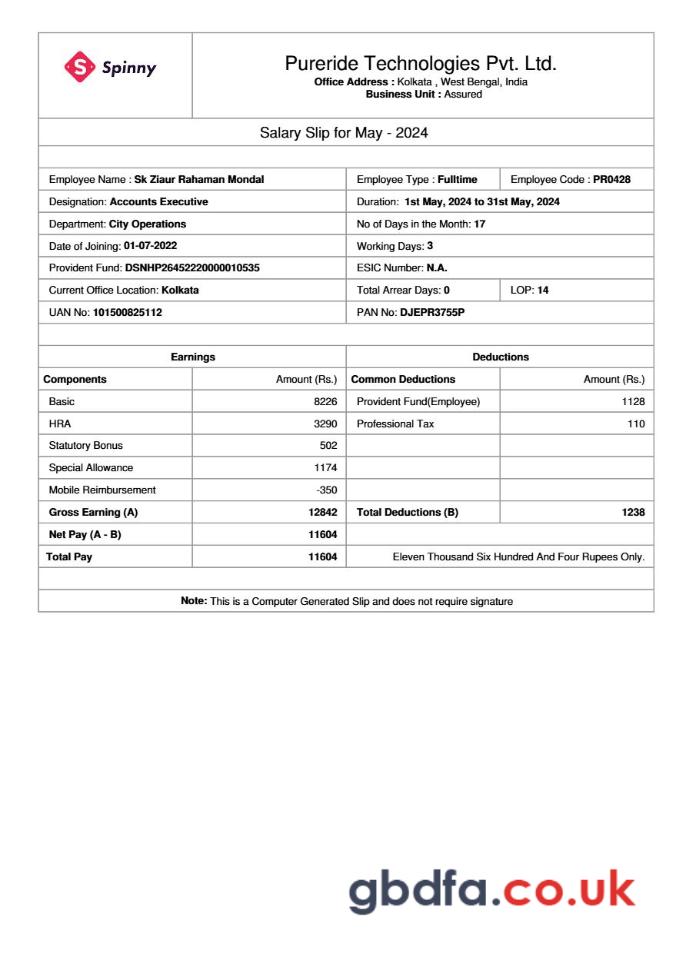 Spinny
Pureride Technologies Pvt. Ltd.
Office Address : Kolkata , West Bengal, India
Business Unit : Assured
Salary Slip for May - 2024
Employee Name : Sk Ziaur Rahaman Mondal
Employee Type : Fulltime
Employee Code : PR0428
Designation: Accounts Executive
Duration: 1st May, 2024 to 31st May, 2024
Department: City Operations
No of Days in the Month: 17
Date of Joining: 01-07-2022
Working Days: 3
Provident Fund: DSNHP26452220000010535
ESIC Number: N.A.
Current Office Location: Kolkata
Total Arrear Days: 0
LOP: 14
UAN No: 101500825112
PAN No: DJEPR3755P
Earnings
Deductions
Components Amount (Rs.) Common Deductions Amount (Rs.)
Basic 8226 Provident Fund(Employee) 1128
HRA 3290 Professional Tax 110
Statutory Bonus 502
Special Allowance 1174
Mobile Reimbursement -350
Gross Earning (A) 12842 Total Deductions (B) 1238
Net Pay (A - B) 11604
Total Pay 11604 Eleven Thousand Six Hundred And Four Rupees Only.
Note: This is a Computer Generated Slip and does not require signature
gbdfa.co.uk